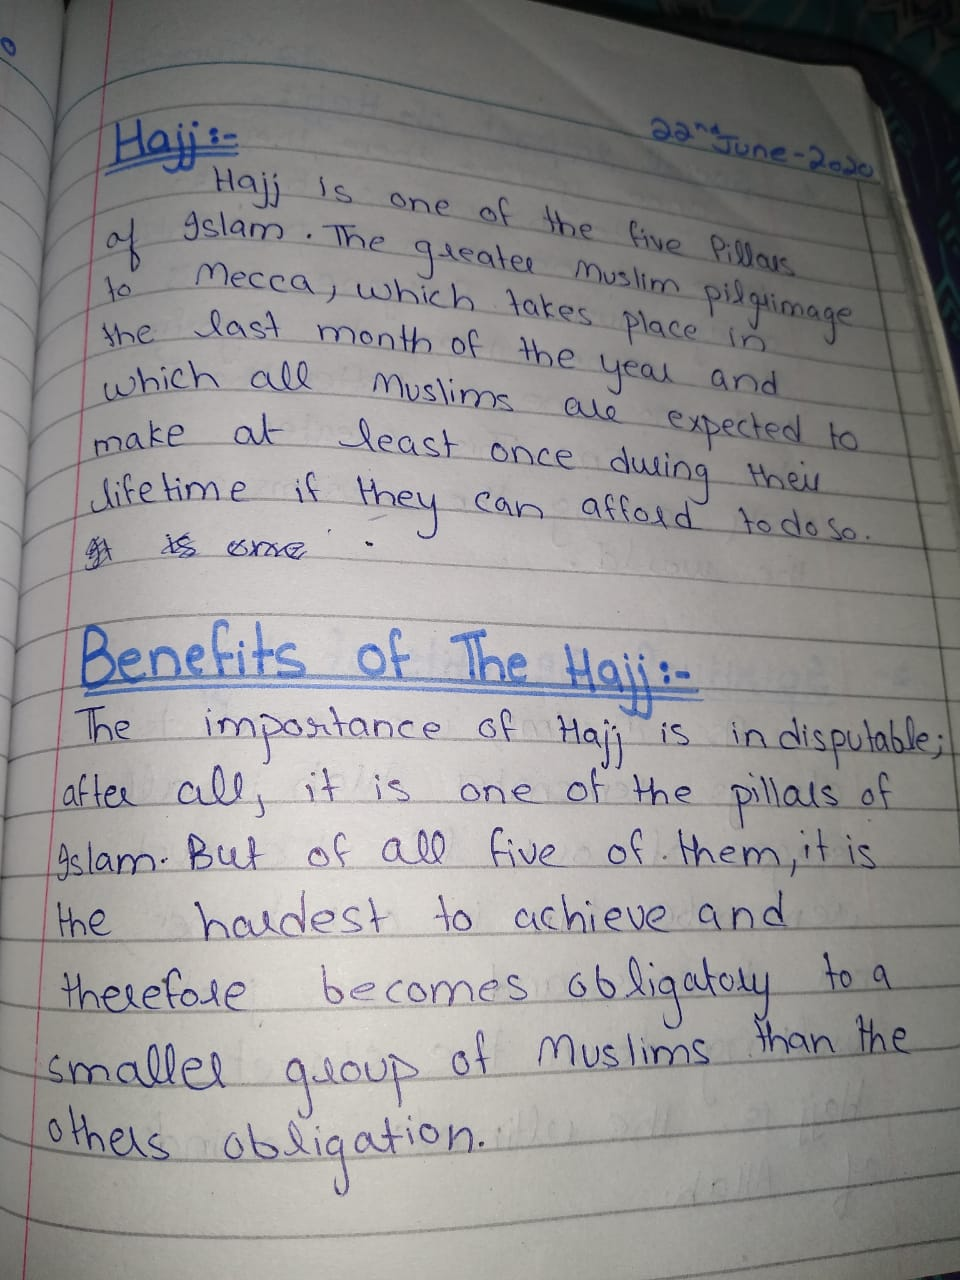 22nd June-2020
Hajj:-
Hajj is one of the five Pillars
of Islam. The greater Muslim pilgrimage
to Mecca, which takes place in
the last month of the year and
which all Muslims are expected to
make at least once during their
lifetime if they can afford to do so.
It is one .
Benefits of The Hajj:-
The importance of Hajj is indisputable;
after all, it is one of the pillars of
Islam. But of all five of them, it is
the hardest to achieve and
therefore becomes obligatory to a
smaller group of Muslims than the
others obligation.